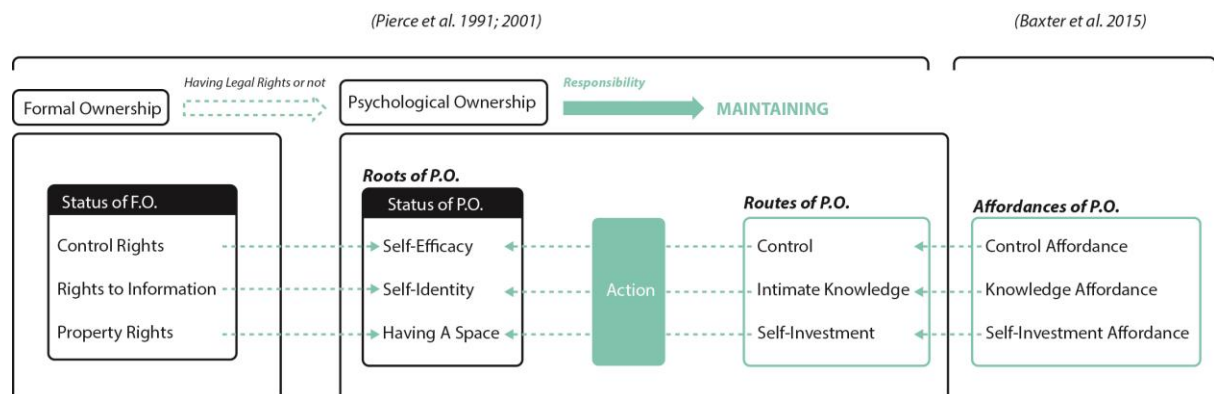 (Pierce et al. 1991; 2001)
(Baxter et al. 2015)
Formal Ownership
Having Legal Rights or not
Psychological Ownership
Responsibility
MAINTAINING
Status of F.O.
Control Rights
Rights to Information
Property Rights
Roots of P.O.
Status of P.O.
Self-Efficacy
Self-Identity
Having A Space
Action
Routes of P.O.
Control
Intimate Knowledge
Self-Investment
Affordances of P.O.
Control Affordance
Knowledge Affordance
Self-Investment Affordance